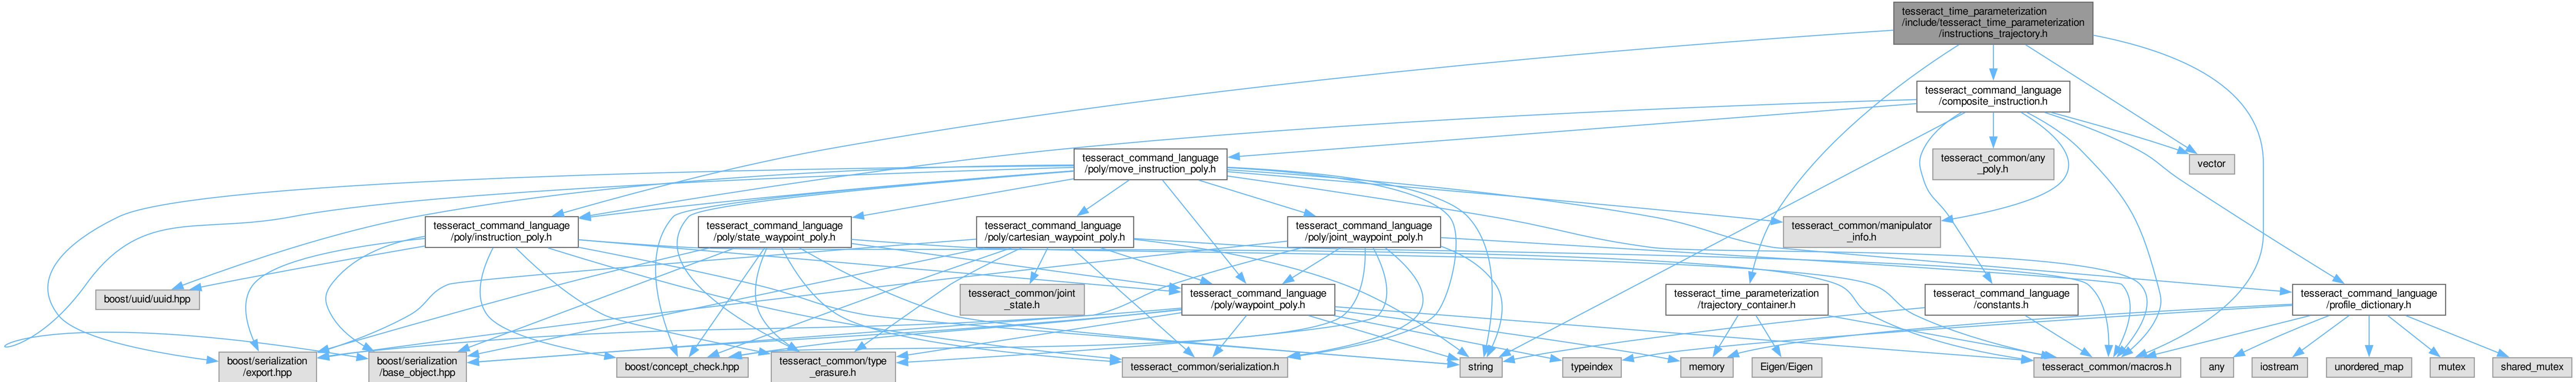 tesseract_time_parameterization
/include/tesseract_time_parameterization
/instructions_trajectory.h
tesseract_command_language
/composite_instruction.h
tesseract_command_language
/poly/move_instruction_poly.h
tesseract_common/any
_poly.h
vector
tesseract_command_language
/poly/instruction_poly.h
tesseract_command_language
/poly/state_waypoint_poly.h
tesseract_command_language
/poly/cartesian_waypoint_poly.h
tesseract_command_language
/poly/joint_waypoint_poly.h
tesseract_common/manipulator
_info.h
boost/uuid/uuid.hpp
tesseract_common/joint
_state.h
tesseract_command_language
/poly/waypoint_poly.h
tesseract_time_parameterization
/trajectory_container.h
tesseract_command_language
/constants.h
tesseract_command_language
/profile_dictionary.h
boost/serialization
/export.hpp
boost/serialization
/base_object.hpp
boost/concept_check.hpp
tesseract_common/type
_erasure.h
tesseract_common/serialization.h
string
typeindex
memory
Eigen/Eigen
tesseract_common/macros.h
any
iostream
unordered_map
mutex
shared_mutex